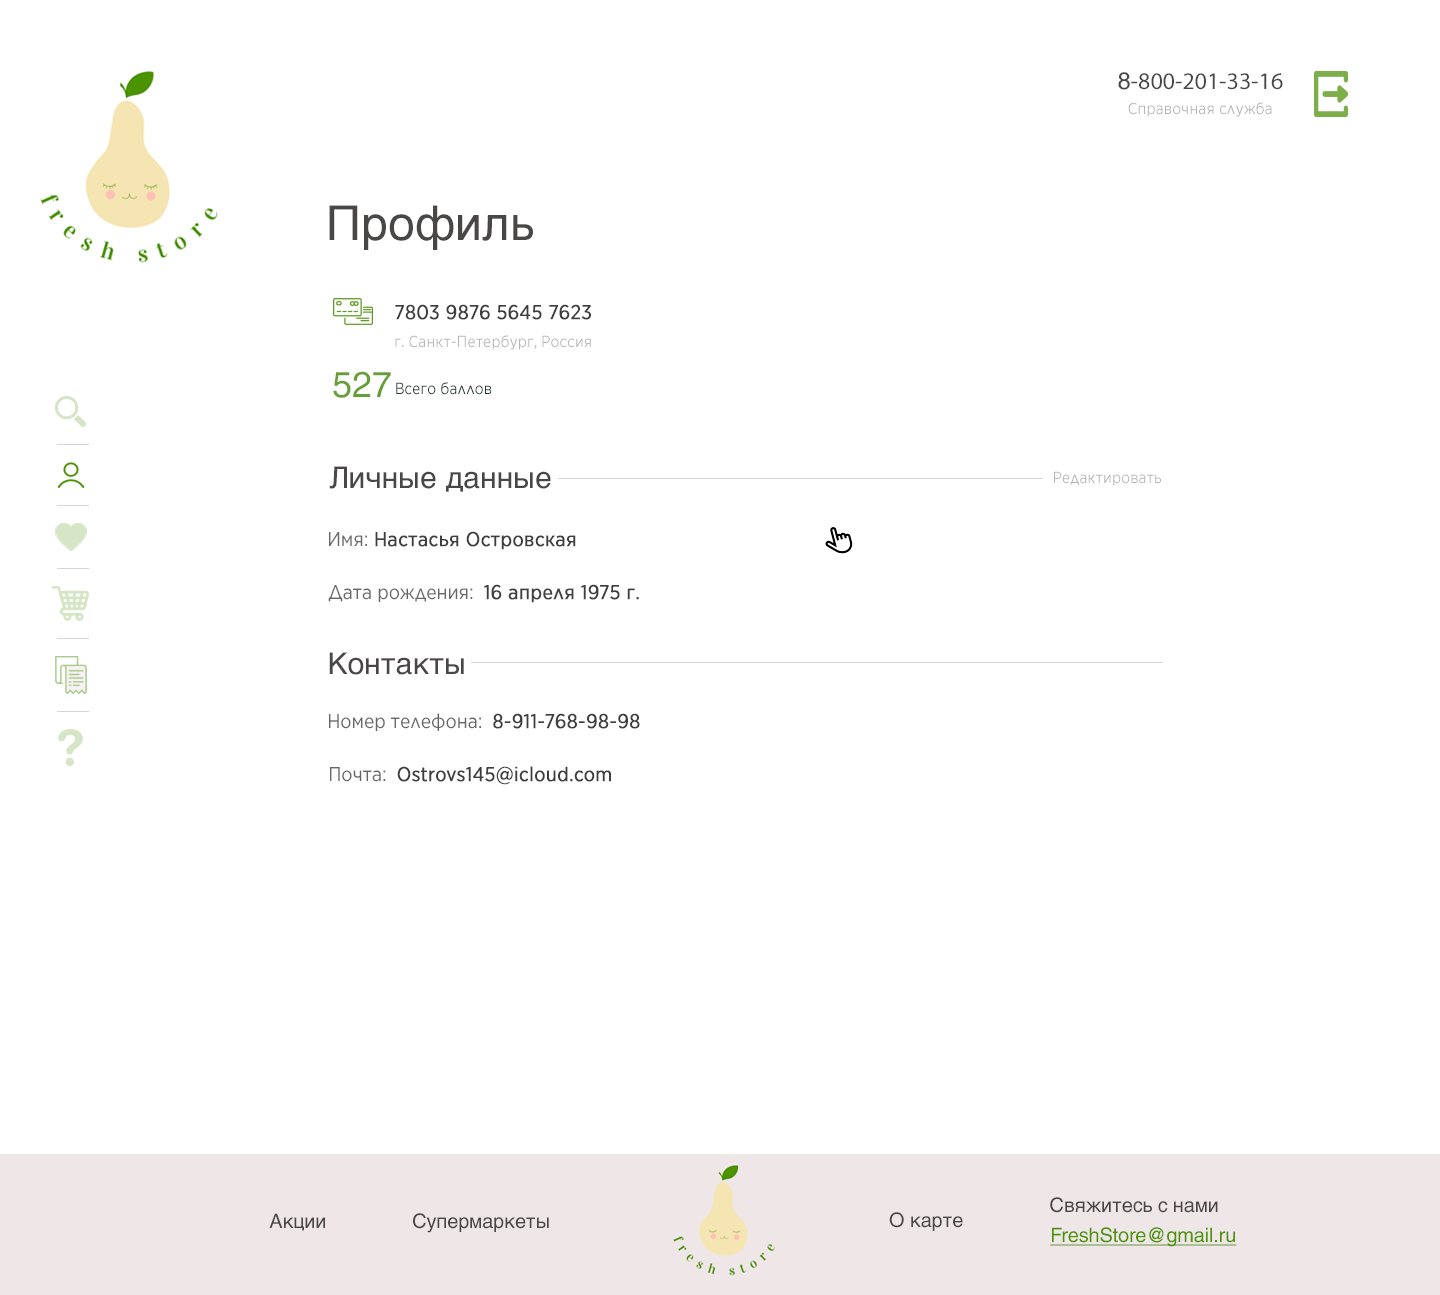 8-800-201-33-16
Справочная служба
fresh store
Профиль
7803 9876 5645 7623
г. Санкт-Петербург, Россия
527 Всего баллов
Личные данные
Редактировать
Имя: Настасья Островская
Дата рождения: 16 апреля 1975 г.
Контакты
Номер телефона: 8-911-768-98-98
Почта: Ostrovs145@icloud.com
Акции
Супермаркеты
fresh store
О карте
Свяжитесь с нами
FreshStore@gmail.ru